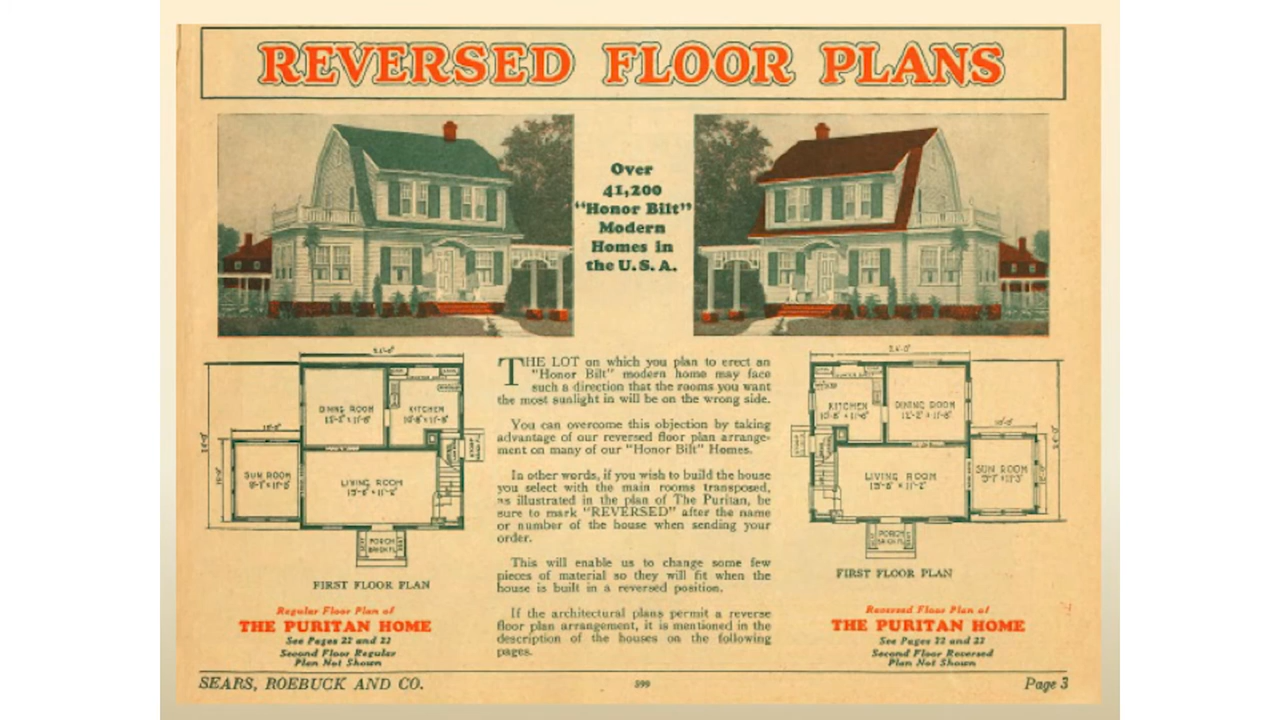 REVERSED FLOOR PLANS
Over
41,200
"Honor Bilt"
Modern
Homes in
the U.S.A.
DINING ROOM
KITCHEN
SUN ROOM
LIVING ROOM
PORCH
FIRST FLOOR PLAN
Regular Floor Plan of
THE PURITAN HOME
See Pages 22 and 23
Second Floor Regular
Plan Not Shown
THE LOT on which you plan to erect an
"Honor Bilt" modern home may face
such a direction that the rooms you want
the most sunlight in will be on the wrong side.
You can overcome this objection by taking
advantage of our reversed floor plan arrange-
ment on many of our "Honor Bilt" Homes.
In other words, if you wish to build the house
you select with the main rooms transposed,
as illustrated in the plan of The Puritan, be
sure to mark "REVERSED" after the name
or number of the house when sending your
order.
This will enable us to change some few
pieces of material so they will fit when the
house is built in a reversed position.
If the architectural plans permit a reverse
floor plan arrangement, it is mentioned in the
description of the houses on the following
pages.
KITCHEN
DINING ROOM
LIVING ROOM
SUN ROOM
PORCH
FIRST FLOOR PLAN
Reversed Floor Plan of
THE PURITAN HOME
See Pages 22 and 23
Second Floor Reversed
Plan Not Shown
SEARS, ROEBUCK AND CO.
599
Page 3